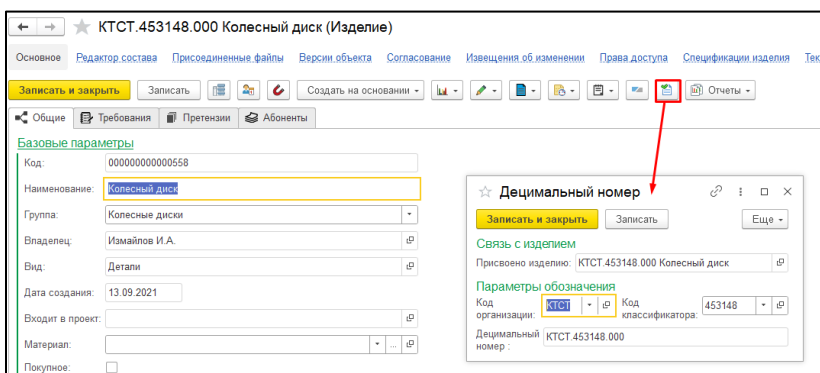 КТСТ.453148.000 Колесный диск (Изделие)
Основное Редактор состава Присоединенные файлы Версии объекта Согласование Извещения об изменении Права доступа Спецификации изделия Тек
Записать и закрыть Записать Создать на основании Отчеты
Общие Требования Претензии Абоненты
Базовые параметры
Код: 000000000000558
Наименование: Колесный диск
Группа: Колесные диски
Владелец: Измайлов И.А.
Вид: Детали
Дата создания: 13.09.2021
Входит в проект:
Материал:
Покупное:
Децимальный номер
Записать и закрыть Записать Еще
Связь с изделием
Присвоено изделию: КТСТ.453148.000 Колесный диск
Параметры обозначения
Код организации: КТСТ Код классификатора: 453148
Децимальный номер : КТСТ.453148.000